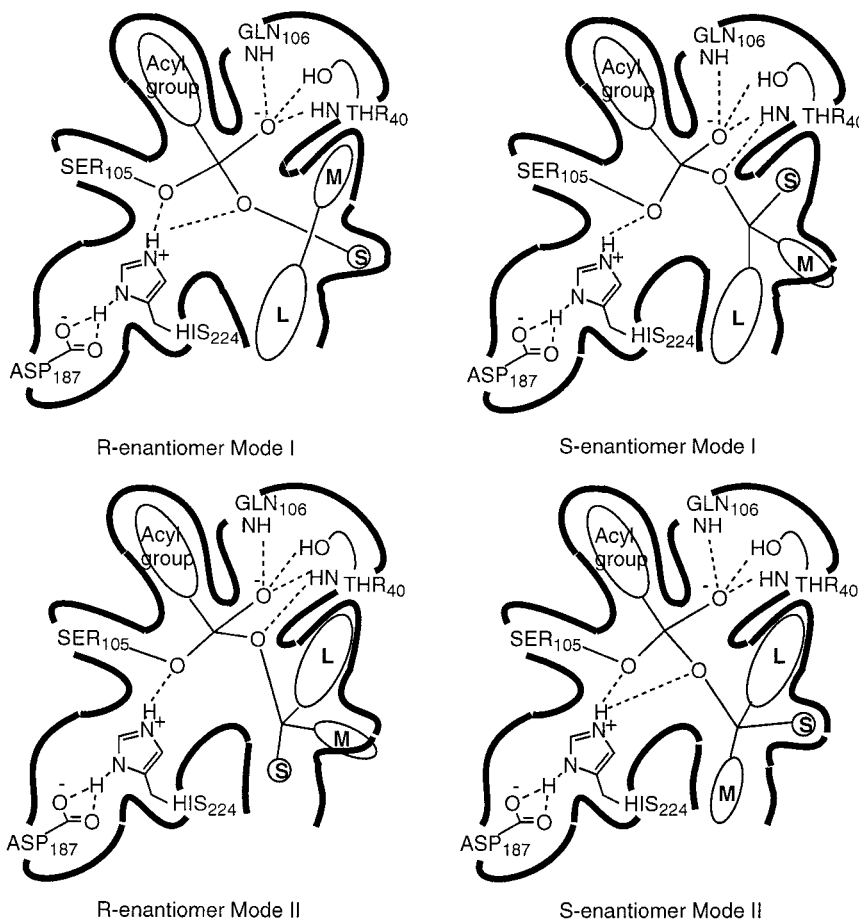 GLN106
NH
Acyl
group
HO
O-
HN THR40
SER105
O
O
M
S
H
N+
N
L
H
O-
O
HIS224
ASP187
R-enantiomer Mode I
GLN106
NH
Acyl
group
HO
O-
HN THR40
O
S
SER105
O
M
H
N+
N
L
H
O-
O
HIS224
ASP187
S-enantiomer Mode I
GLN106
NH
Acyl
group
HO
O-
HN THR40
SER105
O
O
L
H
N+
M
S
N
H
O-
O
HIS224
ASP187
R-enantiomer Mode II
GLN106
NH
Acyl
group
HO
O-
HN THR40
SER105
O
O
L
H
N+
S
N
M
H
O-
O
HIS224
ASP187
S-enantiomer Mode II